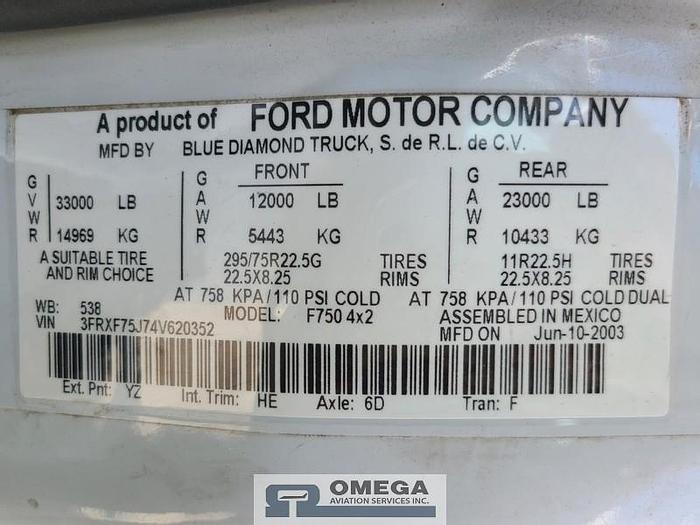 A product of FORD MOTOR COMPANY
MFD BY BLUE DIAMOND TRUCK, S. de R.L. de C.V.
GVWR 33000 LB 14969 KG
FRONT
GAWR 12000 LB 5443 KG
REAR
GAWR 23000 LB 10433 KG
A SUITABLE TIRE AND RIM CHOICE
295/75R22.5G TIRES
22.5X8.25 RIMS
11R22.5H TIRES
22.5X8.25 RIMS
AT 758 KPA/110 PSI COLD AT 758 KPA/110 PSI COLD DUAL
WB: 538 MODEL: F750 4x2 ASSEMBLED IN MEXICO
VIN 3FRXF75J74V620352 MFD ON Jun-10-2003
Ext. Pnt: YZ Int. Trim: HE Axle: 6D Tran: F
OMEGA
AVIATION SERVICES INC.